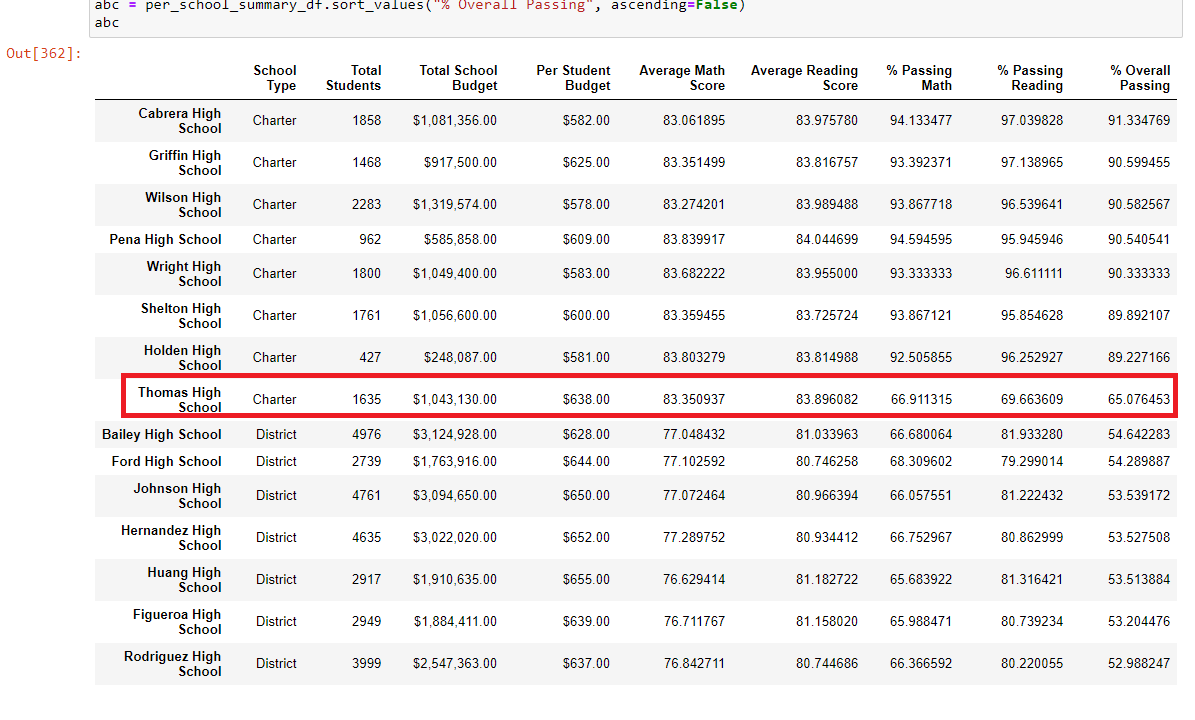 abc = per_school_summary_df.sort_values("% Overall Passing", ascending=False)
abc
Out[362]:
School Type Total Students Total School Budget Per Student Budget Average Math Score Average Reading Score % Passing Math % Passing Reading % Overall Passing
Cabrera High School Charter 1858 $1,081,356.00 $582.00 83.061895 83.975780 94.133477 97.039828 91.334769
Griffin High School Charter 1468 $917,500.00 $625.00 83.351499 83.816757 93.392371 97.138965 90.599455
Wilson High School Charter 2283 $1,319,574.00 $578.00 83.274201 83.989488 93.867718 96.539641 90.582567
Pena High School Charter 962 $585,858.00 $609.00 83.839917 84.044699 94.594595 95.945946 90.540541
Wright High School Charter 1800 $1,049,400.00 $583.00 83.682222 83.955000 93.333333 96.611111 90.333333
Shelton High School Charter 1761 $1,056,600.00 $600.00 83.359455 83.725724 93.867121 95.854628 89.892107
Holden High School Charter 427 $248,087.00 $581.00 83.803279 83.814988 92.505855 96.252927 89.227166
Thomas High School Charter 1635 $1,043,130.00 $638.00 83.350937 83.896082 66.911315 69.663609 65.076453
Bailey High School District 4976 $3,124,928.00 $628.00 77.048432 81.033963 66.680064 81.933280 54.642283
Ford High School District 2739 $1,763,916.00 $644.00 77.102592 80.746258 68.309602 79.299014 54.289887
Johnson High School District 4761 $3,094,650.00 $650.00 77.072464 80.966394 66.057551 81.222432 53.539172
Hernandez High School District 4635 $3,022,020.00 $652.00 77.289752 80.934412 66.752967 80.862999 53.527508
Huang High School District 2917 $1,910,635.00 $655.00 76.629414 81.182722 65.683922 81.316421 53.513884
Figueroa High School District 2949 $1,884,411.00 $639.00 76.711767 81.158020 65.988471 80.739234 53.204476
Rodriguez High School District 3999 $2,547,363.00 $637.00 76.842711 80.744686 66.366592 80.220055 52.988247